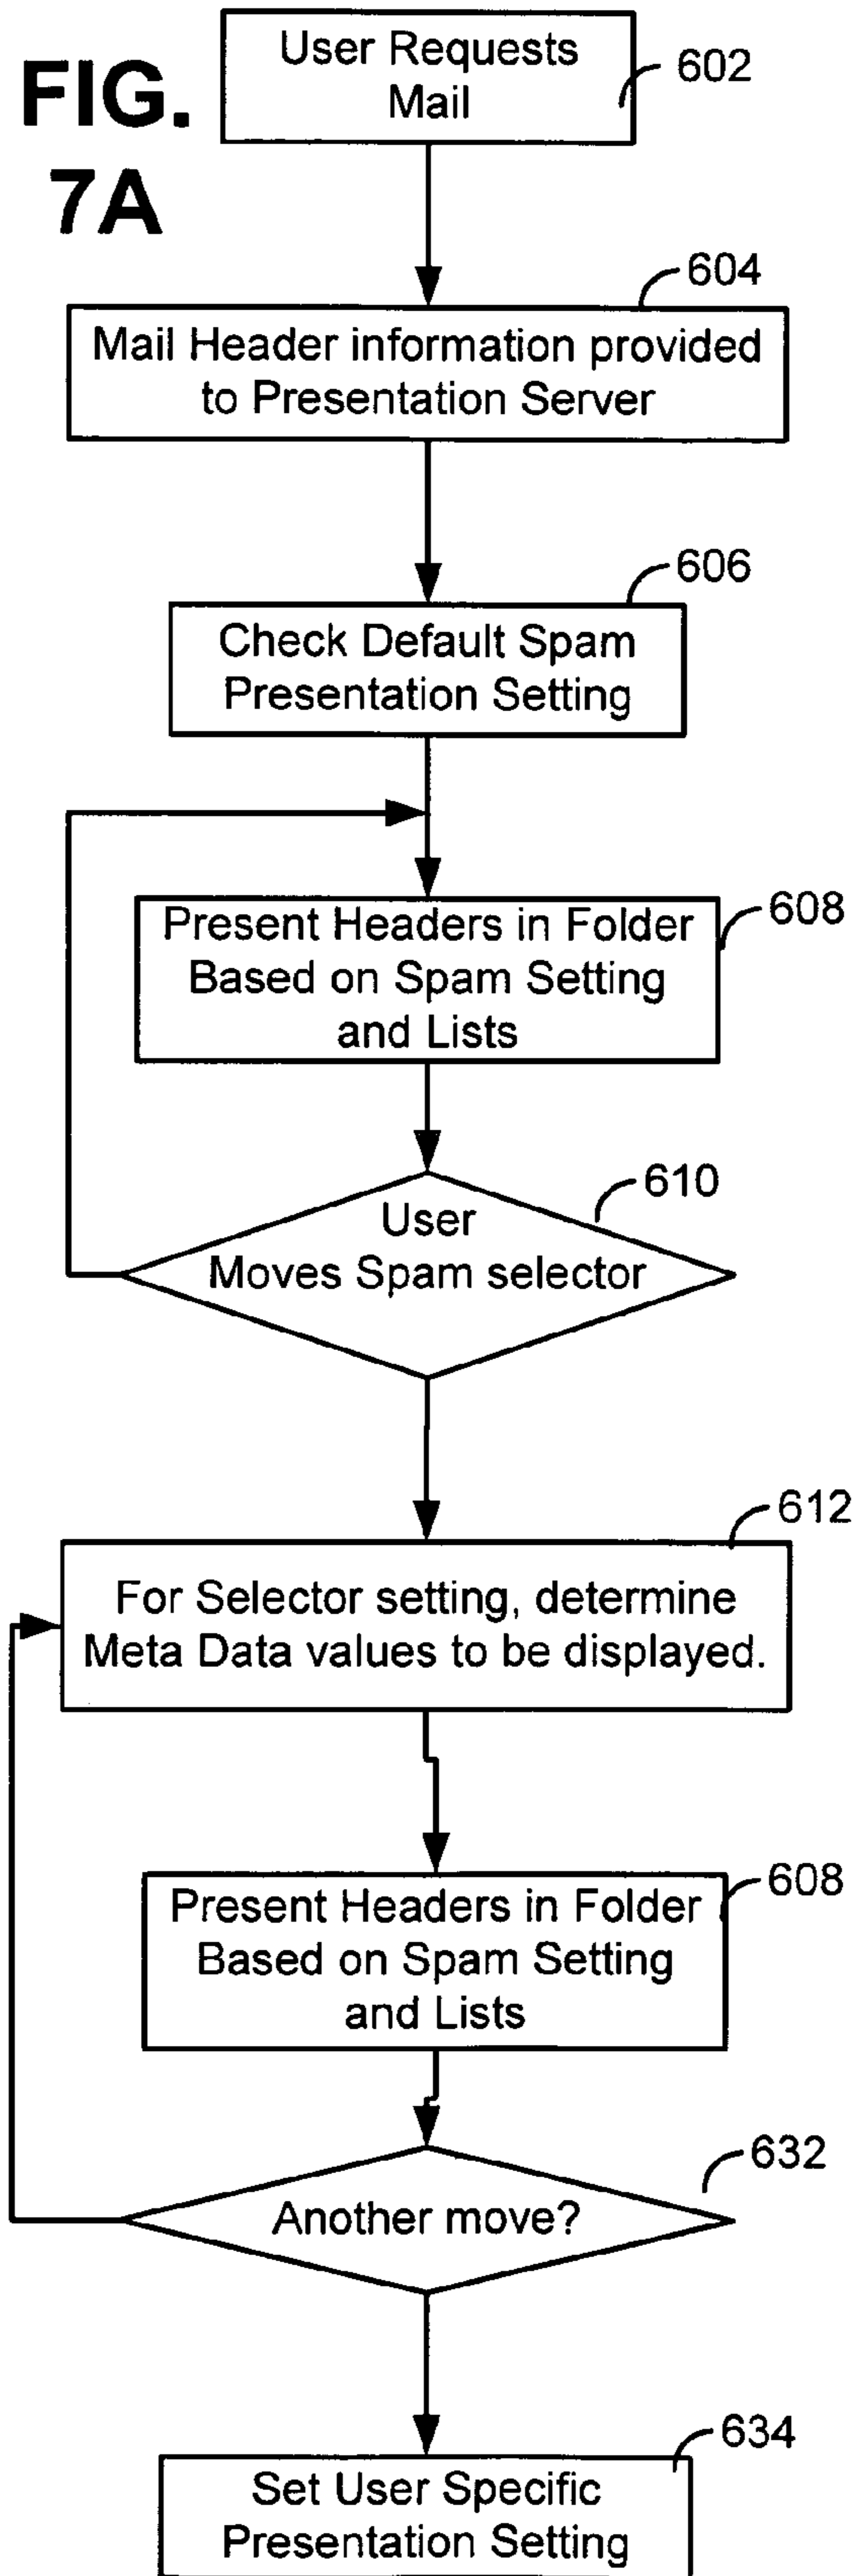 FIG.
7A
User Requests
Mail
602
604
Mail Header information provided
to Presentation Server
606
Check Default Spam
Presentation Setting
608
Present Headers in Folder
Based on Spam Setting
and Lists
610
User
Moves Spam selector
612
For Selector setting, determine
Meta Data values to be displayed.
608
Present Headers in Folder
Based on Spam Setting
and Lists
632
Another move?
634
Set User Specific
Presentation Setting